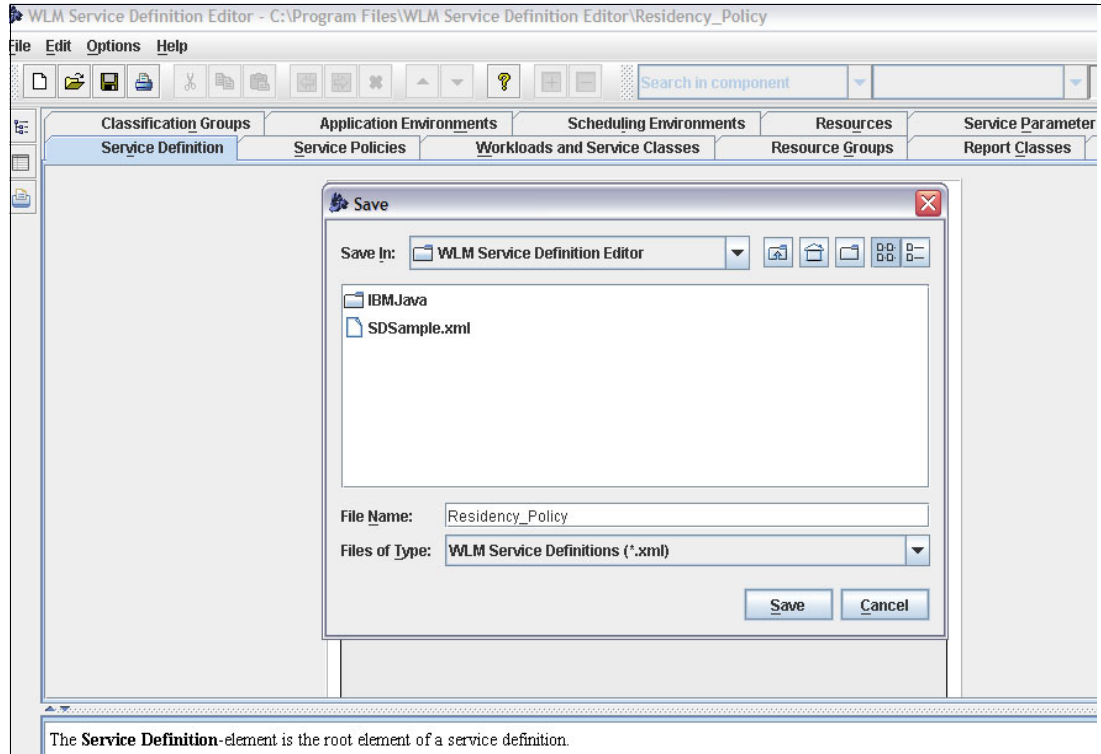 WLM Service Definition Editor - C:\Program Files\WLM Service Definition Editor\Residency_Policy
File Edit Options Help
Search in component
Classification Groups Application Environments Scheduling Environments Resources Service Parameter
Service Definition Service Policies Workloads and Service Classes Resource Groups Report Classes
Save
Save In: WLM Service Definition Editor
IBMJava
SDSample.xml
File Name: Residency_Policy
Files of Type: WLM Service Definitions (*.xml)
Save Cancel
The Service Definition-element is the root element of a service definition.